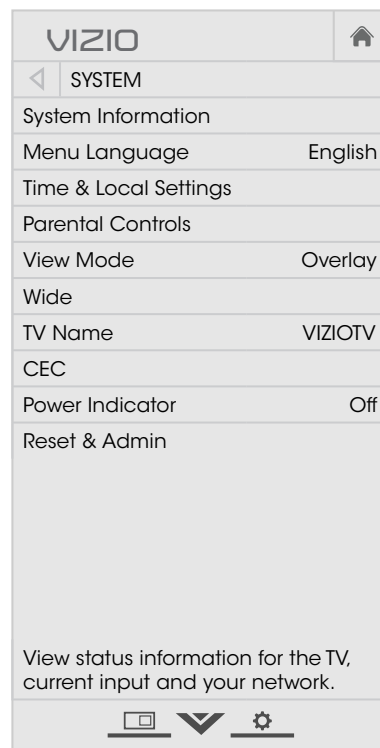 VIZIO
SYSTEM
System Information
Menu Language English
Time & Local Settings
Parental Controls
View Mode Overlay
Wide
TV Name VIZIOTV
CEC
Power Indicator Off
Reset & Admin
View status information for the TV,
current input and your network.